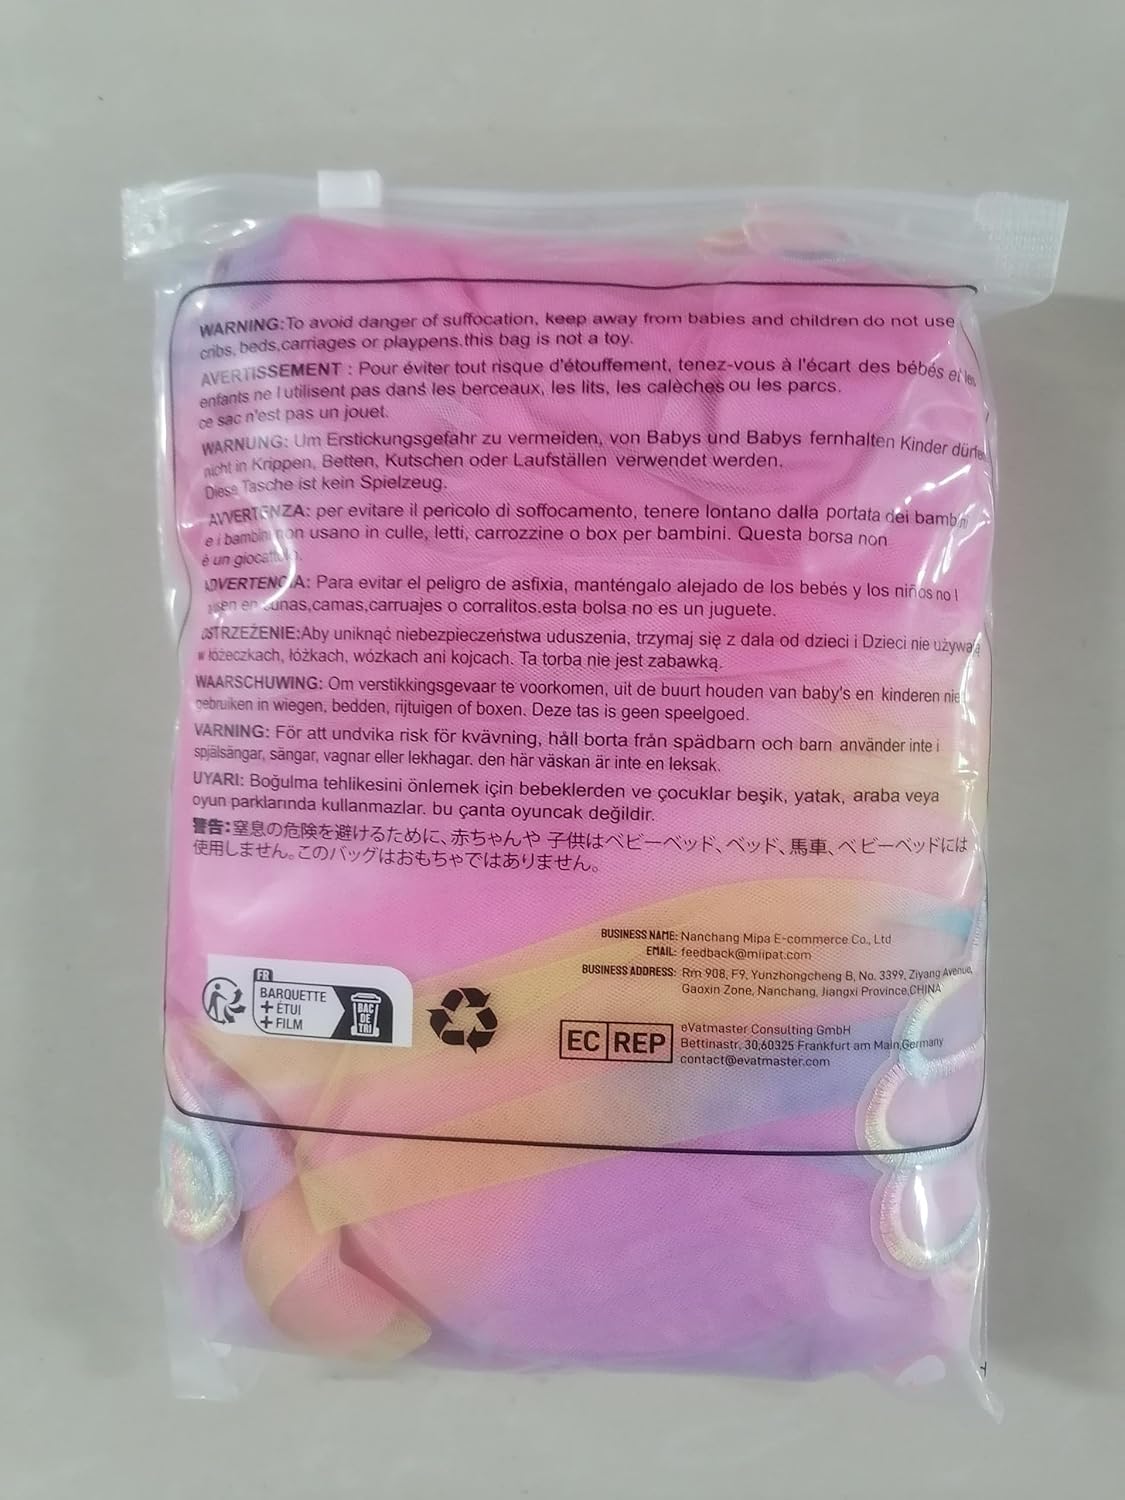 WARNING:To avoid danger of suffocation, keep away from babies and children do not use
cribs, beds,carriages or playpens.this bag is not a toy.
AVERTISSEMENT : Pour éviter tout risque d'étouffement, tenez-vous à l'écart des bébés et les
enfants ne l utilisent pas dans les berceaux, les lits, les calèches ou les parcs.
ce sac n'est pas un jouet.
WARNUNG: Um Erstickungsgefahr zu vermeiden, von Babys und Babys fernhalten Kinder dürfen
nicht in Krippen, Betten, Kutschen oder Laufställen verwendet werden.
Diese Tasche ist kein Spielzeug.
AVVERTENZA: per evitare il pericolo di soffocamento, tenere lontano dalla portata dei bambini
e i bambini non usano in culle, letti, carrozzine o box per bambini. Questa borsa non
è un giocattolo.
ADVERTENCIA: Para evitar el peligro de asfixia, manténgalo alejado de los bebés y los niños no l
usen en cunas,camas,carruajes o corralitos.esta bolsa no es un juguete.
OSTRZEŻENIE:Aby uniknąć niebezpieczeństwa uduszenia, trzymaj się z dala od dzieci i Dzieci nie używają
w łóżeczkach, łóżkach, wózkach ani kojcach. Ta torba nie jest zabawką.
WAARSCHUWING: Om verstikkingsgevaar te voorkomen, uit de buurt houden van baby's en kinderen niet
gebruiken in wiegen, bedden, rijtuigen of boxen. Deze tas is geen speelgoed.
VARNING: För att undvika risk för kvävning, håll borta från spädbarn och barn använder inte i
spjälsängar, sängar, vagnar eller lekhagar. den här väskan är inte en leksak.
UYARI: Boğulma tehlikesini önlemek için bebeklerden ve çocuklar beşik, yatak, araba veya
oyun parklarında kullanmazlar. bu çanta oyuncak değildir.
警告:窒息の危険を避けるために、赤ちゃんや 子供はベビーベッド、ベッド、馬車、ベビーベッドには
使用しません。このバッグはおもちゃではありません。
BUSINESS NAME: Nanchang Mipa E-commerce Co., Ltd
EMAIL: feedback@miipat.com
BUSINESS ADDRESS: Rm 908, F9, Yunzhongcheng B, No. 3399, Ziyang Avenue,
Gaoxin Zone, Nanchang, Jiangxi Province,CHINA
FR
BARQUETTE
+ ÉTUI
+ FILM
BAC
DE
TRI
EC REP
eVatmaster Consulting GmbH
Bettinastr. 30,60325 Frankfurt am Main,Germany
contact@evatmaster.com